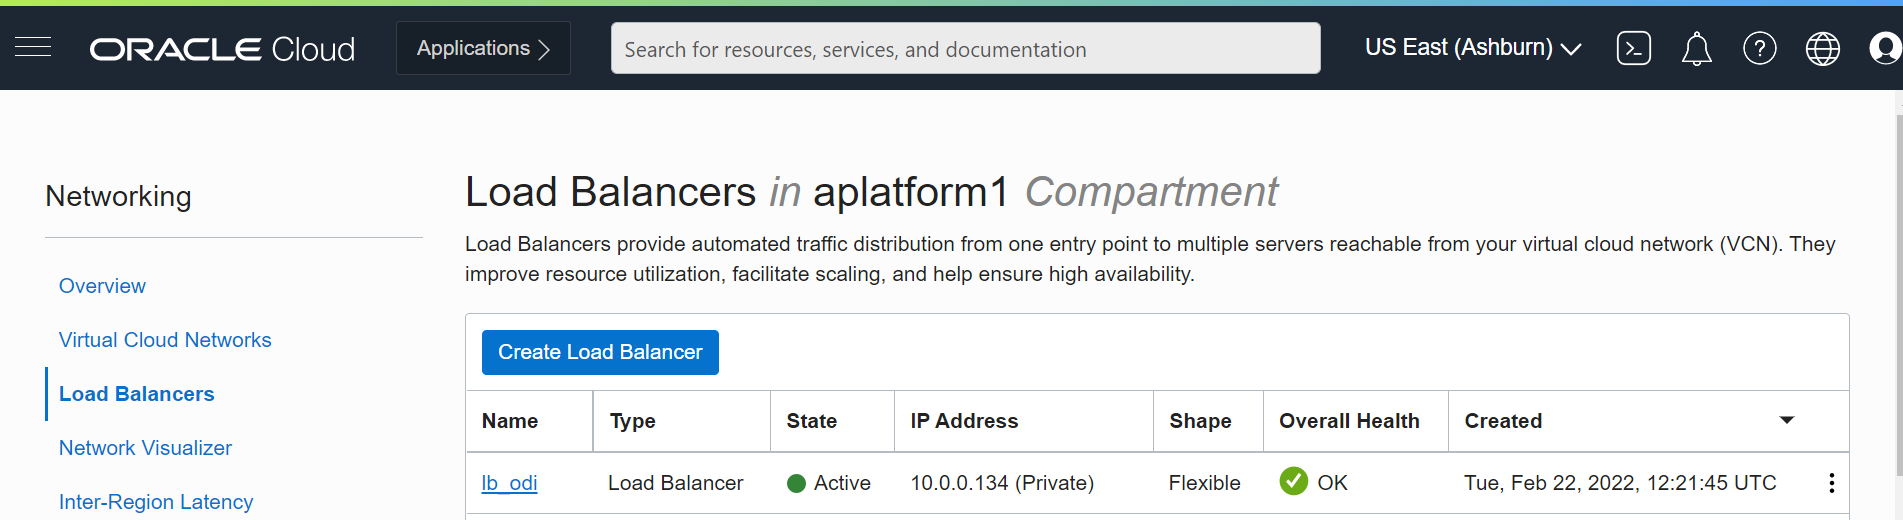 ORACLE Cloud
Applications
Search for resources, services, and documentation
US East (Ashburn)
Networking
Overview
Virtual Cloud Networks
Load Balancers
Network Visualizer
Inter-Region Latency
Load Balancers in aplatform1 Compartment
Load Balancers provide automated traffic distribution from one entry point to multiple servers reachable from your virtual cloud network (VCN). They
improve resource utilization, facilitate scaling, and help ensure high availability.
Create Load Balancer
Name Type State IP Address Shape Overall Health Created
lb_odi Load Balancer Active 10.0.0.134 (Private) Flexible OK Tue, Feb 22, 2022, 12:21:45 UTC